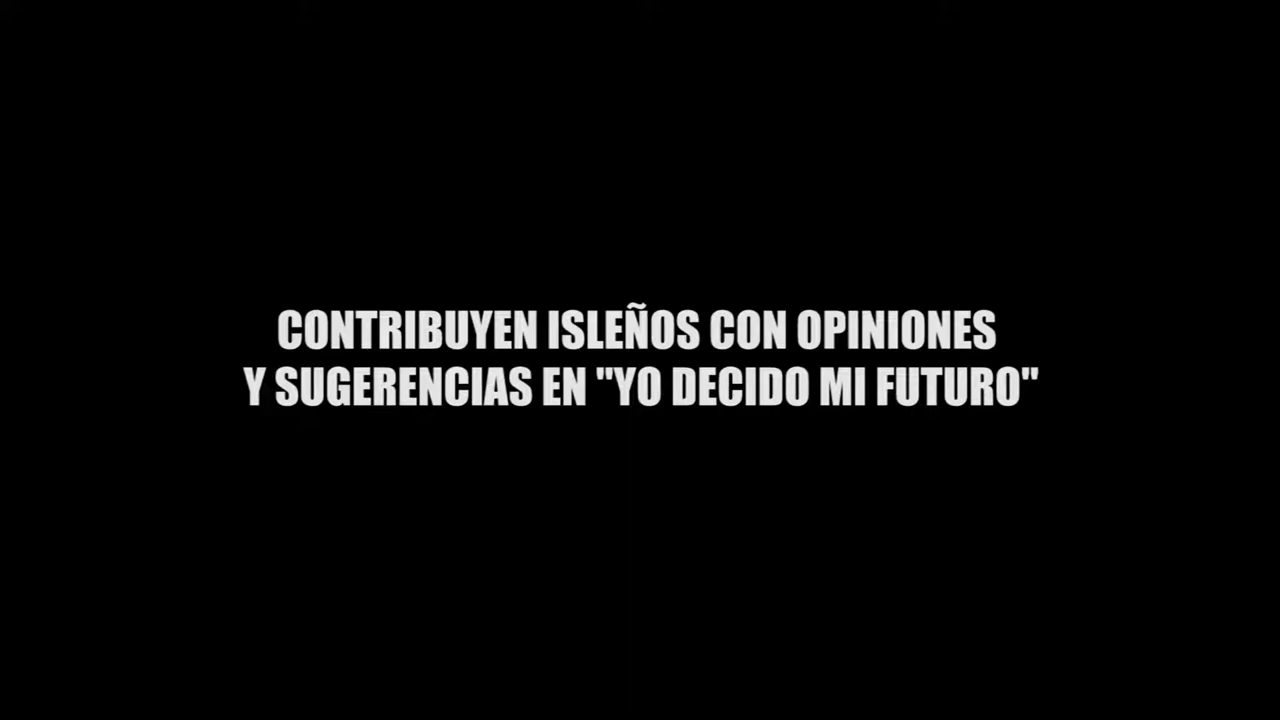 CONTRIBUYEN ISLEÑOS CON OPINIONES
Y SUGERENCIAS EN "YO DECIDO MI FUTURO"